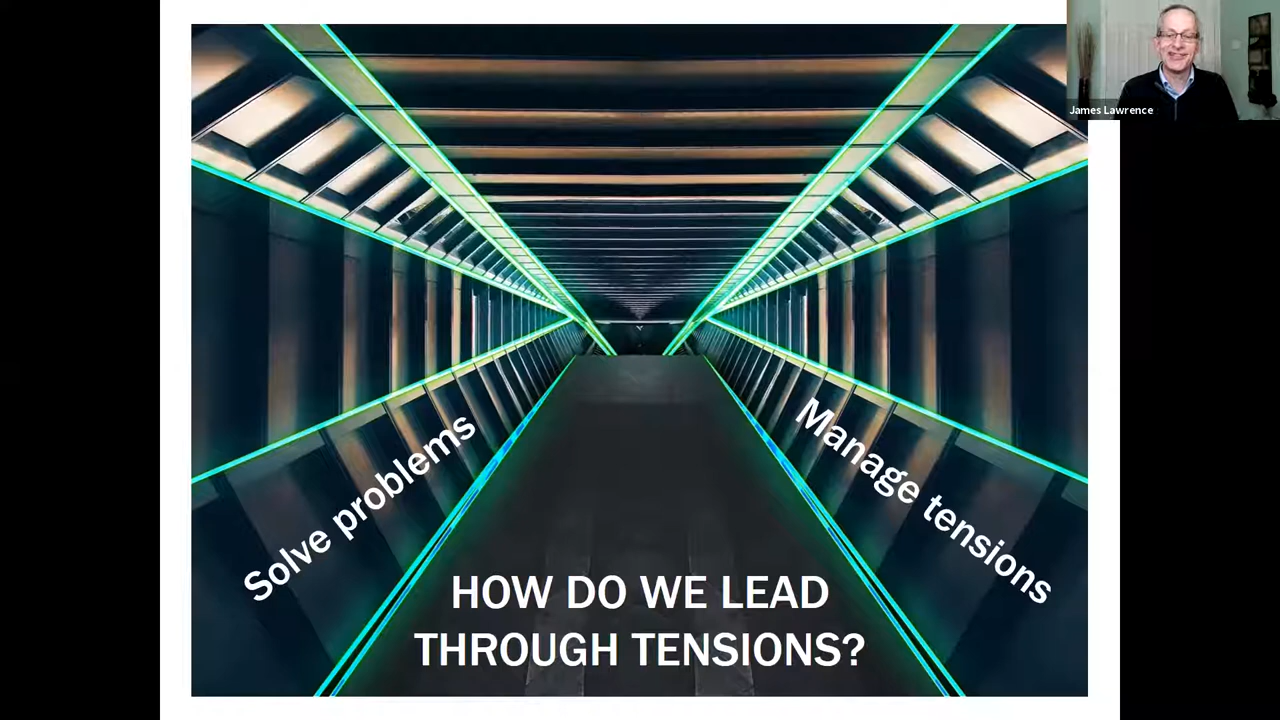 James Lawrence
Solve problems
Manage tensions
HOW DO WE LEAD
THROUGH TENSIONS?